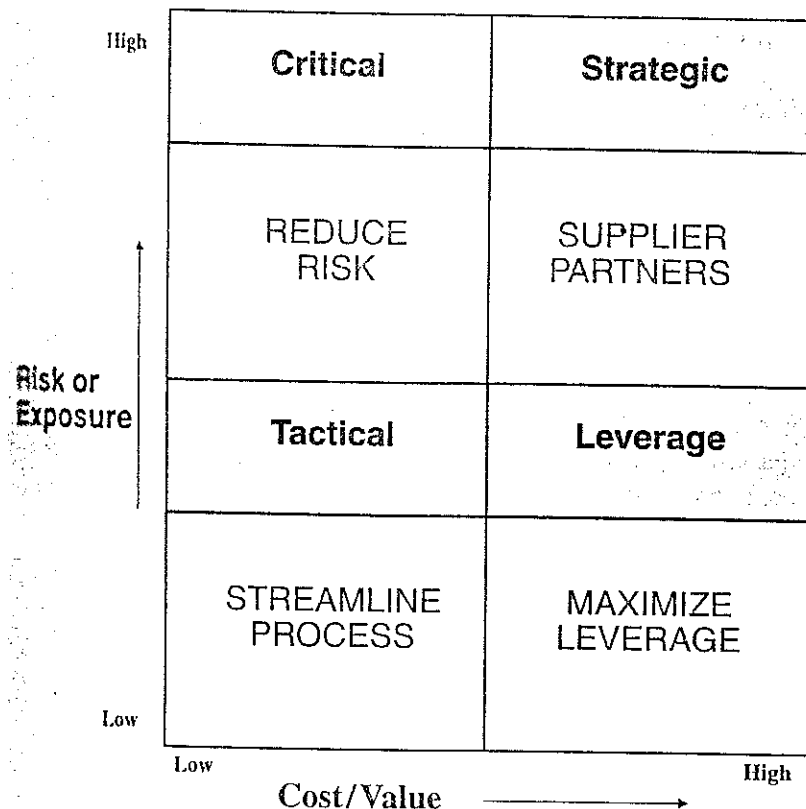 High
Critical
Strategic
REDUCE
RISK
SUPPLIER
PARTNERS
Risk or
Exposure
Tactical
Leverage
STREAMLINE
PROCESS
MAXIMIZE
LEVERAGE
Low
Low
High
Cost/Value